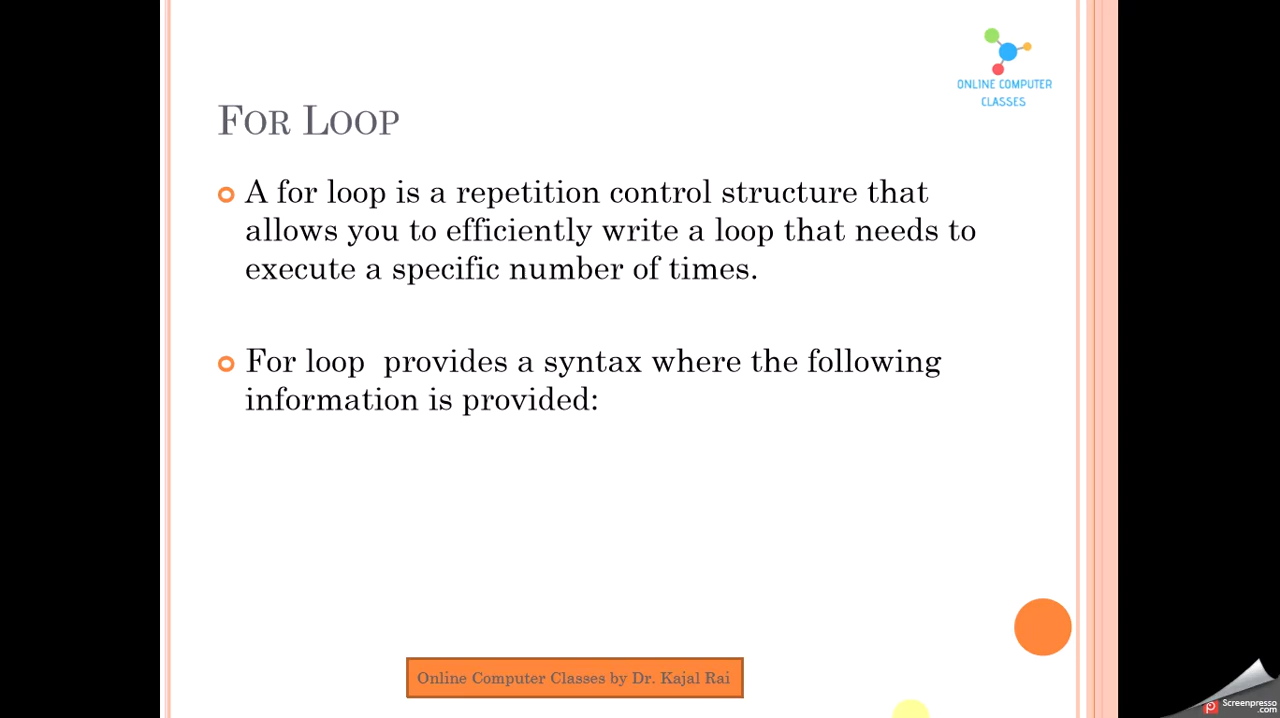 ONLINE COMPUTER
CLASSES
FOR LOOP
A for loop is a repetition control structure that
allows you to efficiently write a loop that needs to
execute a specific number of times.
For loop provides a syntax where the following
information is provided:
Online Computer Classes by Dr. Kajal Rai
Screenpresso
.com